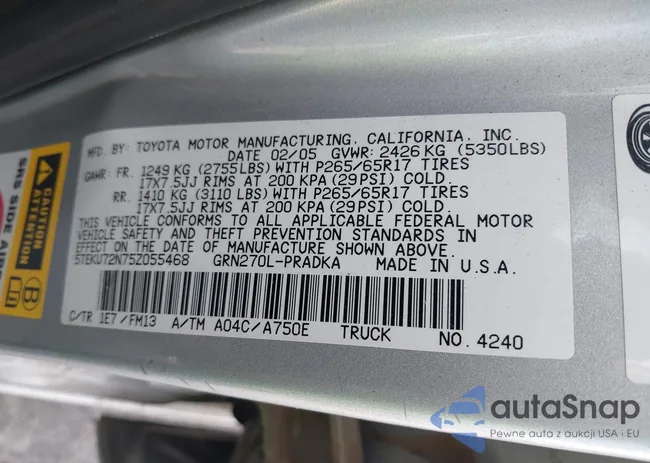 MFD. BY: TOYOTA MOTOR MANUFACTURING, CALIFORNIA, INC.
DATE 02/05 GVWR: 2426 KG (5350LBS)
GAWR: FR. 1249 KG (2755LBS) WITH P265/65R17 TIRES
17X7.5JJ RIMS AT 200 KPA (29PSI) COLD.
RR. 1410 KG (3110 LBS) WITH P265/65R17 TIRES
17X7.5JJ RIMS AT 200 KPA (29PSI) COLD.
THIS VEHICLE CONFORMS TO ALL APPLICABLE FEDERAL MOTOR
VEHICLE SAFETY AND THEFT PREVENTION STANDARDS IN
EFFECT ON THE DATE OF MANUFACTURE SHOWN ABOVE.
5TEKU72N75Z055468 GRN270L-PRADKA MADE IN U.S.A.
C/TR 1E7/FM13 A/TM A04C/A750E TRUCK NO. 4240
SRS SIDE
B
autaSnap
Pewne auta z aukcji USA i EU